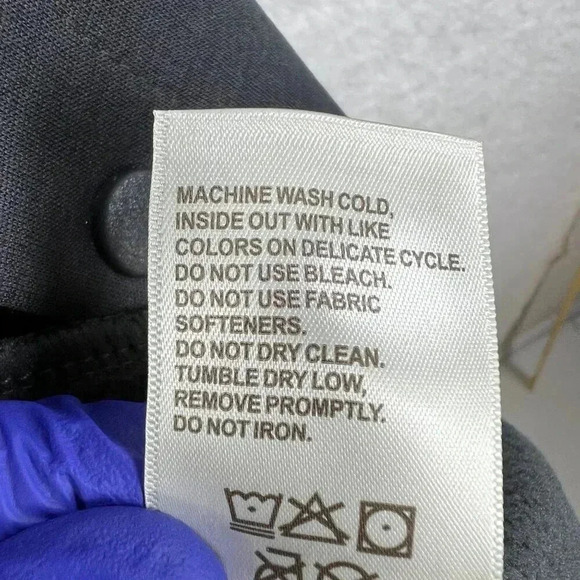 MACHINE WASH COLD,
INSIDE OUT WITH LIKE
COLORS ON DELICATE CYCLE.
DO NOT USE BLEACH.
DO NOT USE FABRIC
SOFTENERS.
DO NOT DRY CLEAN.
TUMBLE DRY LOW,
REMOVE PROMPTLY.
DO NOT IRON.